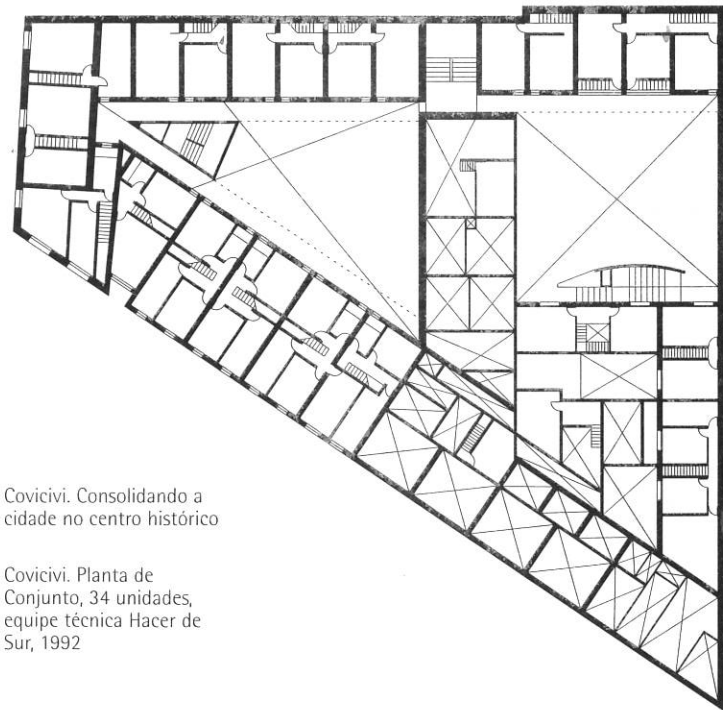 Covicivi. Consolidando a
cidade no centro histórico
Covicivi. Planta de
Conjunto, 34 unidades,
equipe técnica Hacer de
Sur, 1992